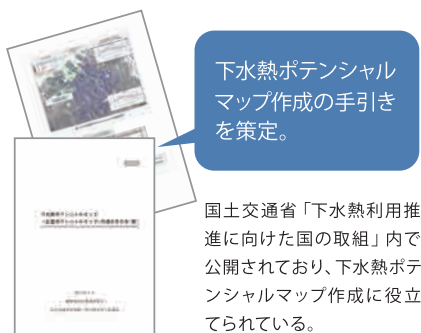 下水熱ポテンシャル
マップ作成の手引き
を策定。
国土交通省「下水熱利用推
進に向けた国の取組」内で
公開されており、下水熱ポテ
ンシャルマップ作成に役立
てられている。